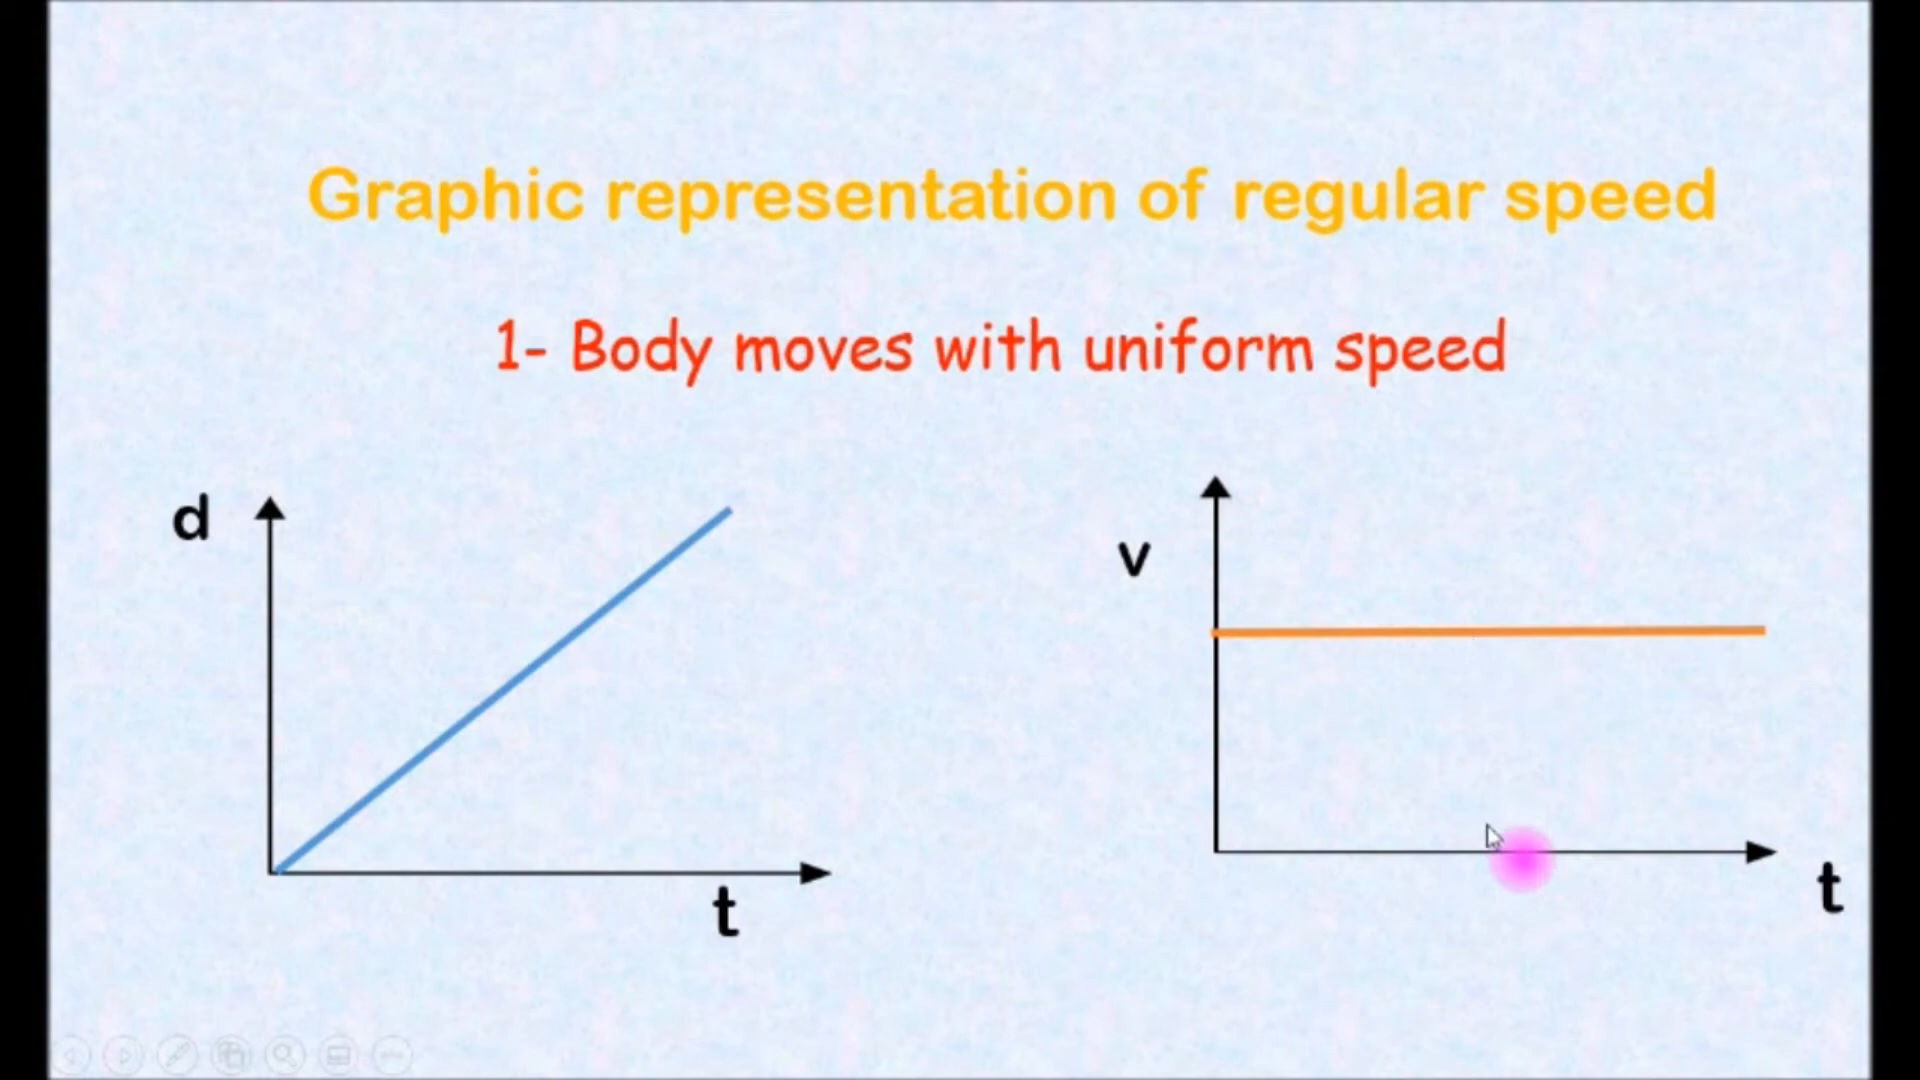 Graphic representation of regular speed
1- Body moves with uniform speed
d
t
v
t